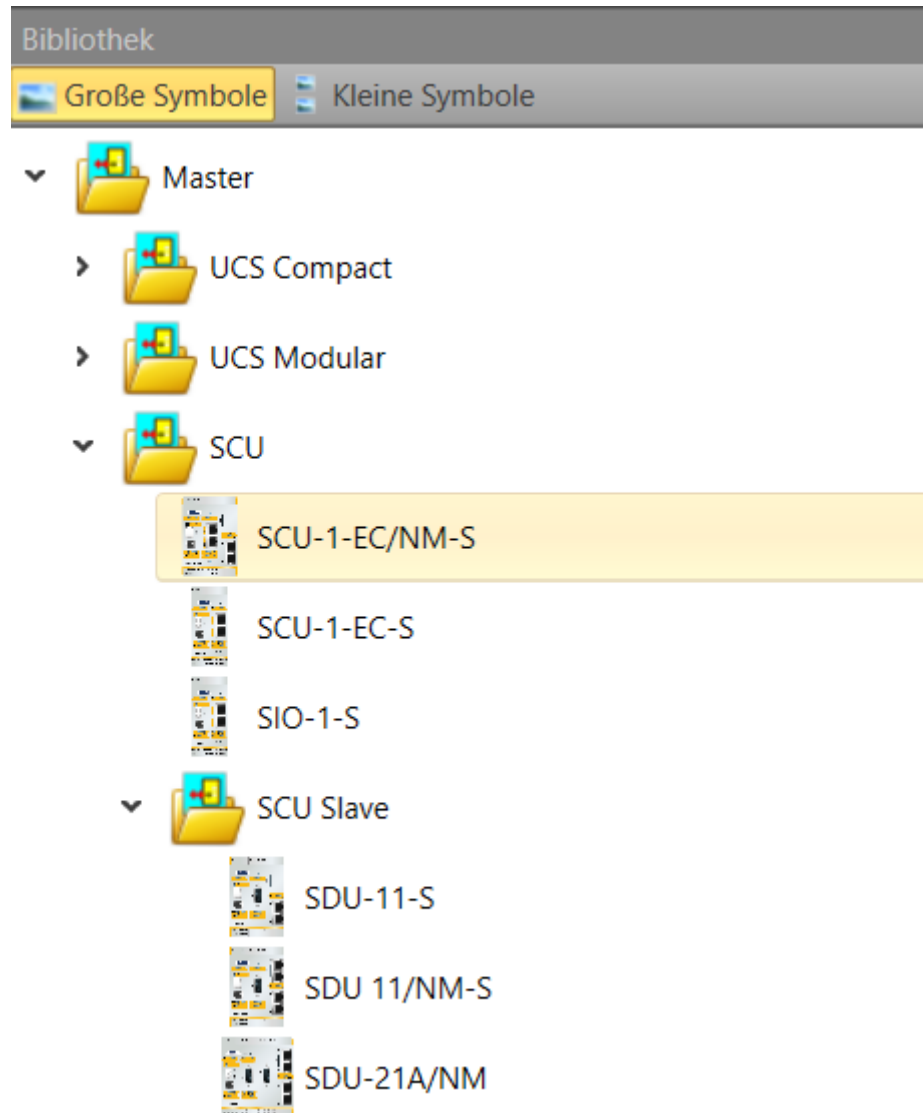 Bibliothek
Große Symbole Kleine Symbole
Master
UCS Compact
UCS Modular
SCU
SCU-1-EC/NM-S
SCU-1-EC-S
SIO-1-S
SCU Slave
SDU-11-S
SDU 11/NM-S
SDU-21A/NM